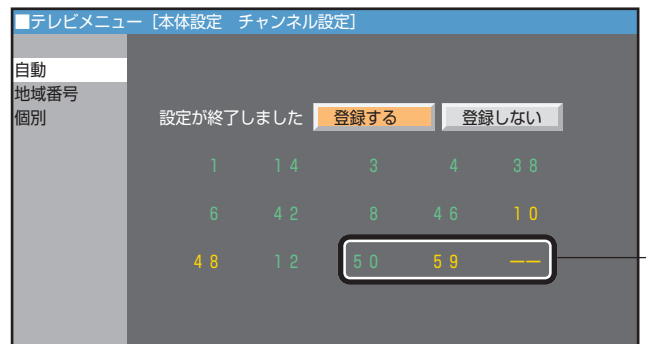 ■テレビメニュー [本体設定　チャンネル設定]
自動
地域番号
個別
設定が終了しました 登録する 登録しない
1 14 3 4 38
6 42 8 46 10
48 12 50 59 −−